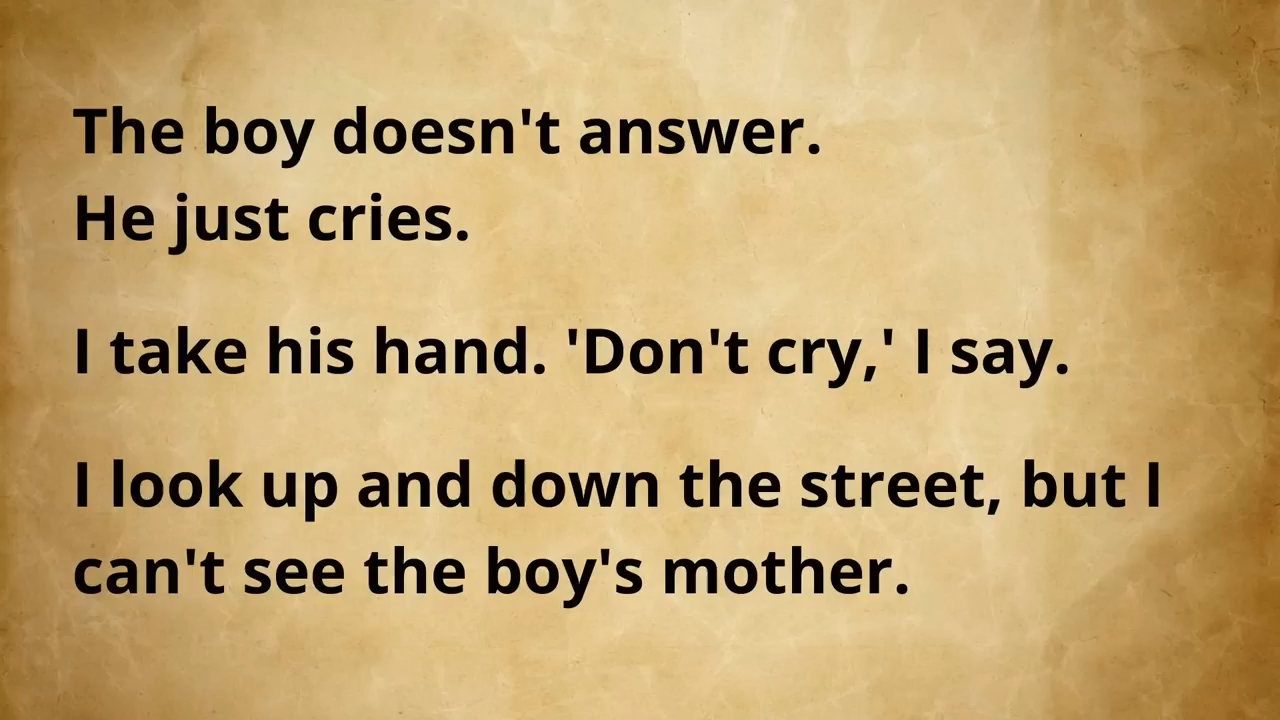 The boy doesn't answer.
He just cries.
I take his hand. 'Don't cry,' I say.
I look up and down the street, but I
can't see the boy's mother.